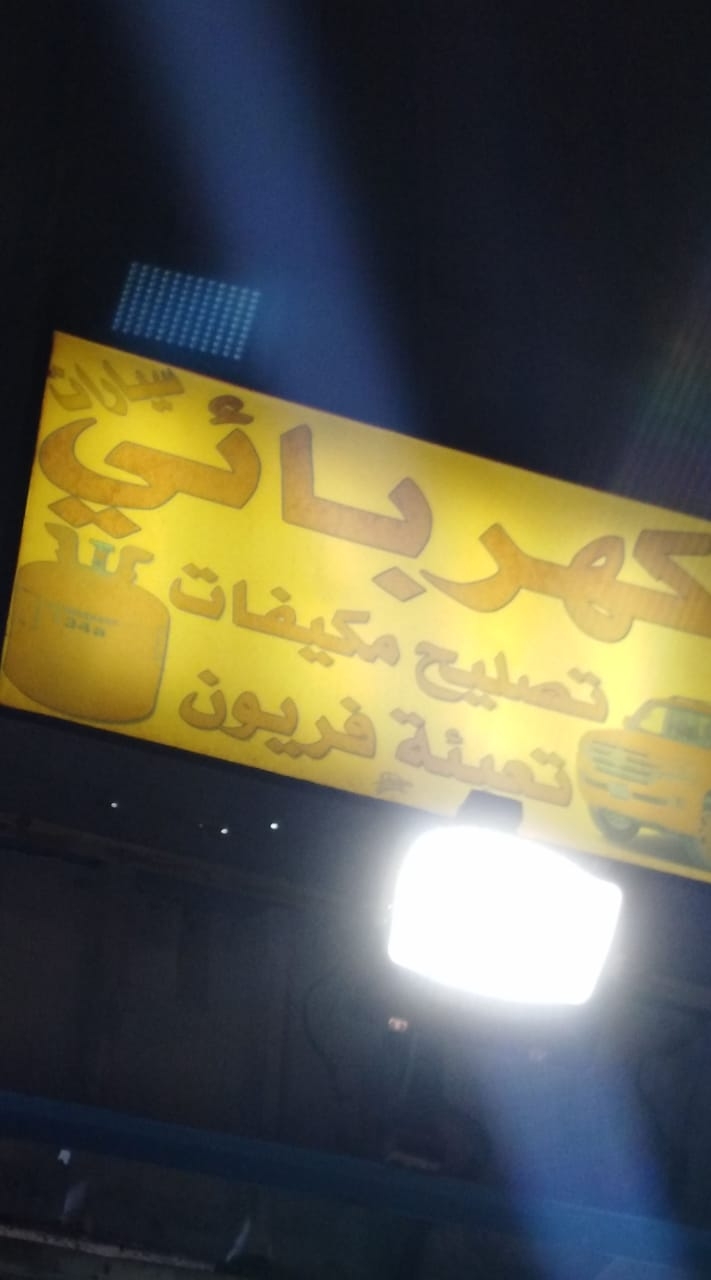 كهربائي سيارات
تصليح مكيفات
تعبئة فريون